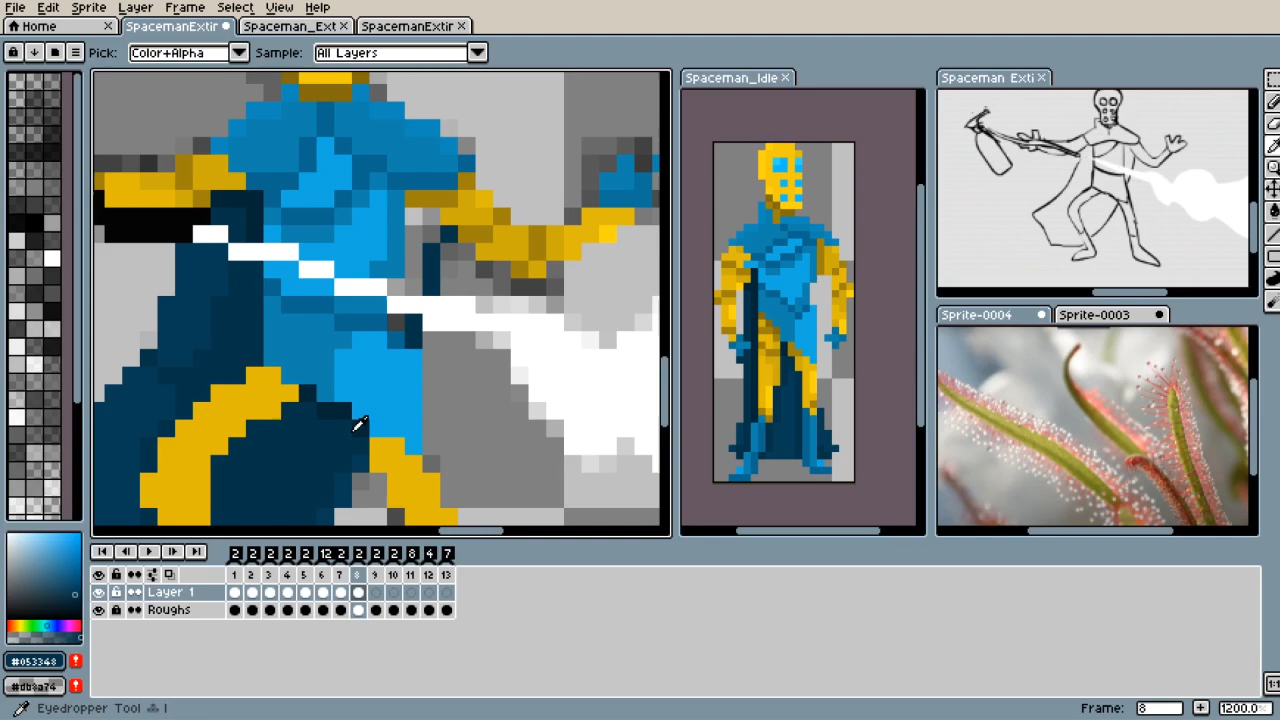 File Edit Sprite Layer Frame Select View Help
Home SpacemanExtir Spaceman_Ext SpacemanExtir
Pick: Color+Alpha Sample: All Layers
Spaceman_Idle
Spaceman Exti
Sprite-0004 Sprite-0003
2 2 2 2 2 12 2 2 2 2 8 4 7
1 2 3 4 5 6 7 8 9 10 11 12 13
Layer 1
Roughs
#053348
#db8a74
Eyedropper Tool I
Frame: 8 1200.0
1:1